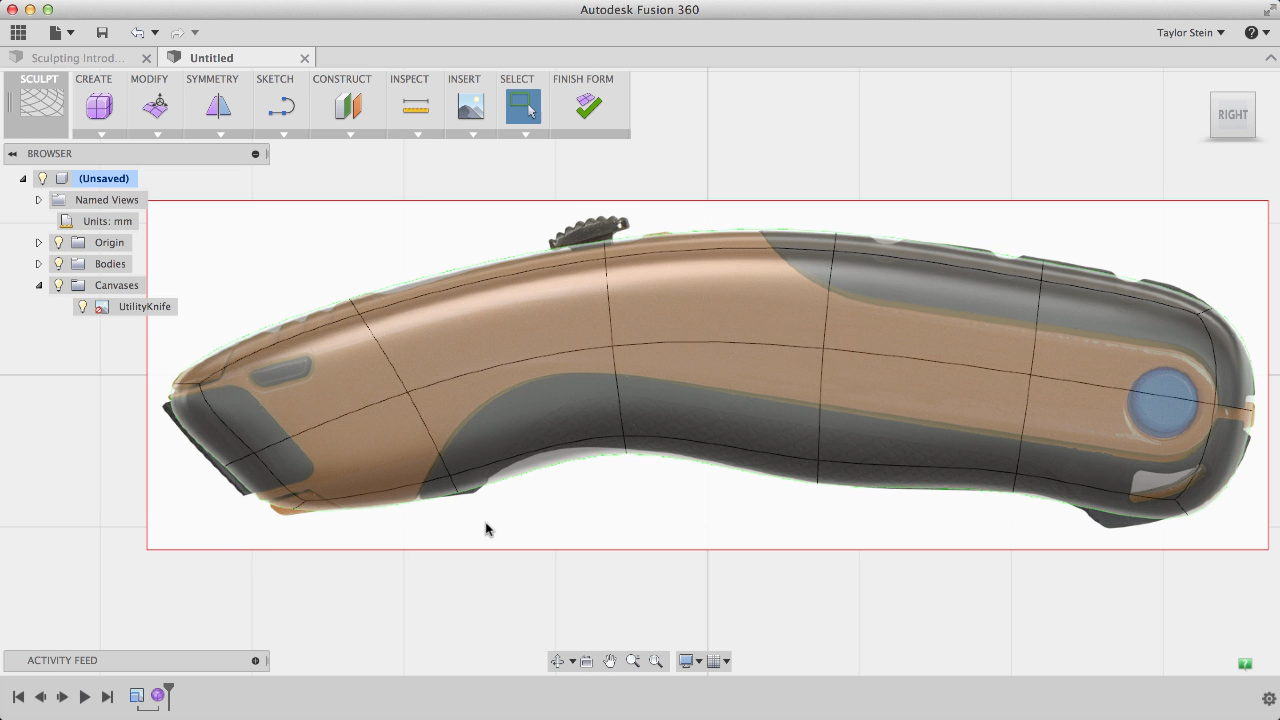 Autodesk Fusion 360
Taylor Stein
Sculpting Introd...
Untitled
SCULPT CREATE MODIFY SYMMETRY SKETCH CONSTRUCT INSPECT INSERT SELECT FINISH FORM
RIGHT
BROWSER
(Unsaved)
Named Views
Units: mm
Origin
Bodies
Canvases
UtilityKnife
ACTIVITY FEED